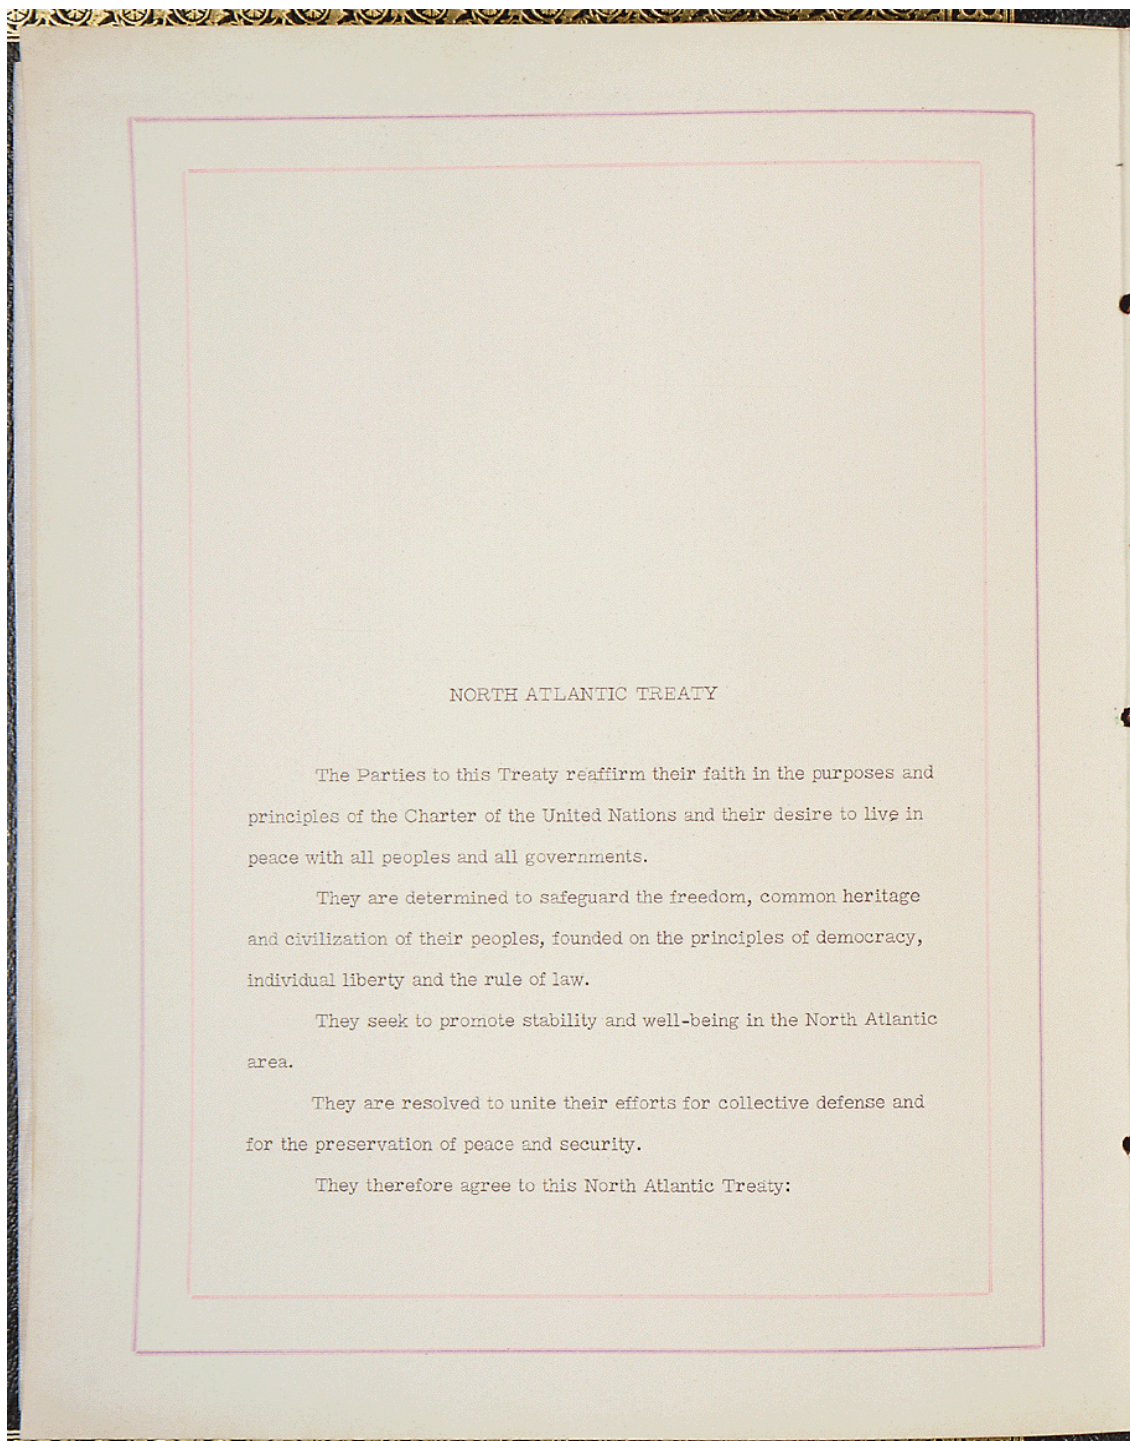 NORTH ATLANTIC TREATY
The Parties to this Treaty reaffirm their faith in the purposes and
principles of the Charter of the United Nations and their desire to live in
peace with all peoples and all governments.
They are determined to safeguard the freedom, common heritage
and civilization of their peoples, founded on the principles of democracy,
individual liberty and the rule of law.
They seek to promote stability and well-being in the North Atlantic
area.
They are resolved to unite their efforts for collective defense and
for the preservation of peace and security.
They therefore agree to this North Atlantic Treaty: